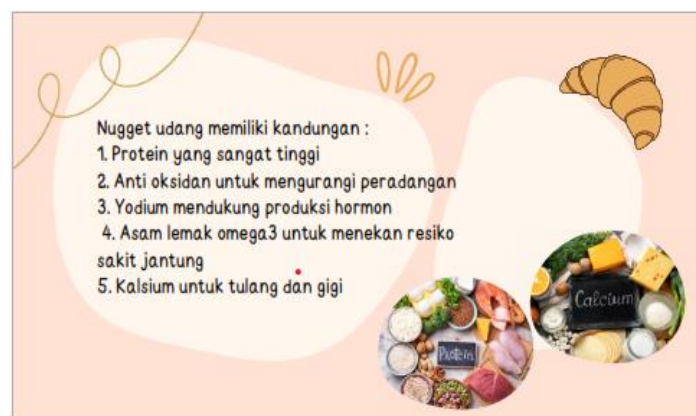 Nugget udang memiliki kandungan :
1. Protein yang sangat tinggi
2. Anti oksidan untuk mengurangi peradangan
3. Yodium mendukung produksi hormon
4. Asam lemak omega3 untuk menekan resiko
sakit jantung
5. Kalsium untuk tulang dan gigi
Protein
Calcium